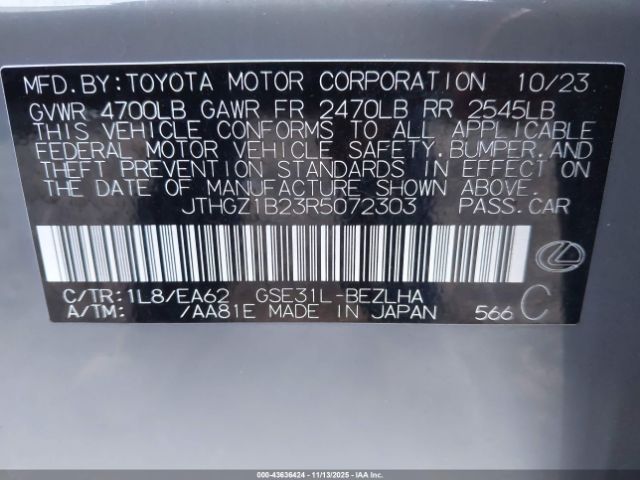 MFD.BY:TOYOTA MOTOR CORPORATION 10/23
GVWR 4700LB GAWR FR 2470LB RR 2545LB
THIS VEHICLE CONFORMS TO ALL APPLICABLE
FEDERAL MOTOR VEHICLE SAFETY,BUMPER,AND
THEFT PREVENTION STANDARDS IN EFFECT ON
THE DATE OF MANUFACTURE SHOWN ABOVE.
JTHGZ1B23R5072303 PASS.CAR
C/TR:1L8/EA62 GSE31L-BEZLHA
A/TM: /AA81E MADE IN JAPAN 566 C
000-43636424 - 11/13/2025 - IAA Inc.